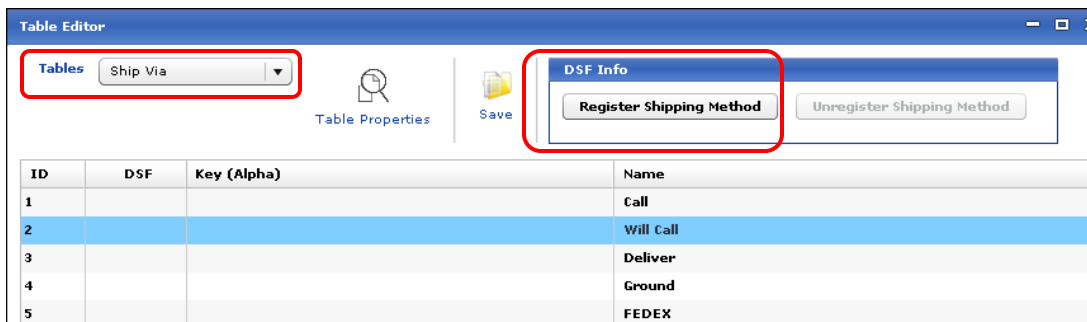 Table Editor
Tables Ship Via
Table Properties
Save
DSF Info
Register Shipping Method Unregister Shipping Method
ID DSF Key (Alpha) Name
1 Call
2 Will Call
3 Deliver
4 Ground
5 FEDEX